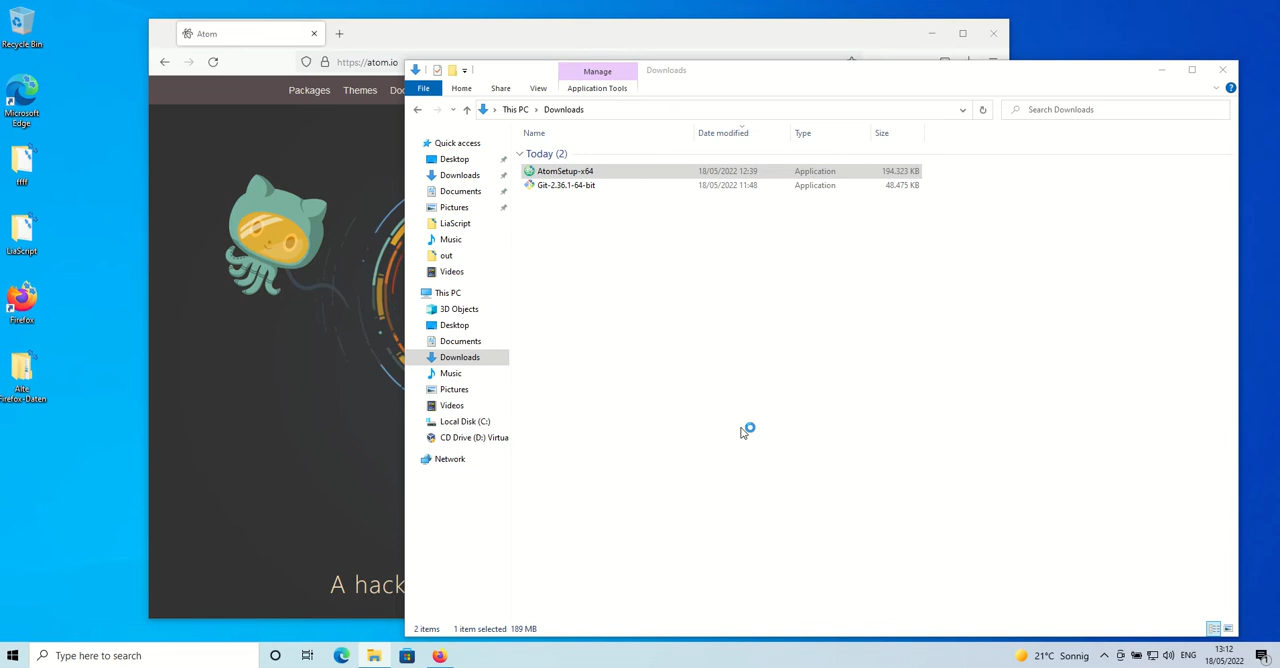 Recycle Bin
Microsoft
Edge
ffff
LiaScript
Firefox
Alte
Firefox-Daten
Atom
https://atom.io
Packages Themes
A hack
Manage Downloads
File Home Share View Application Tools
This PC Downloads Search Downloads
Name Date modified Type Size
Today (2)
AtomSetup-x64 18/05/2022 12:39 Application 194.323 KB
Git-2.36.1-64-bit 18/05/2022 11:48 Application 48.475 KB
Quick access
Desktop
Downloads
Documents
Pictures
LiaScript
Music
out
Videos
This PC
3D Objects
Desktop
Documents
Downloads
Music
Pictures
Videos
Local Disk (C:)
CD Drive (D:) Virtua
Network
2 items 1 item selected 189 MB
Type here to search
21°C Sonnig ENG
13:12
18/05/2022
1